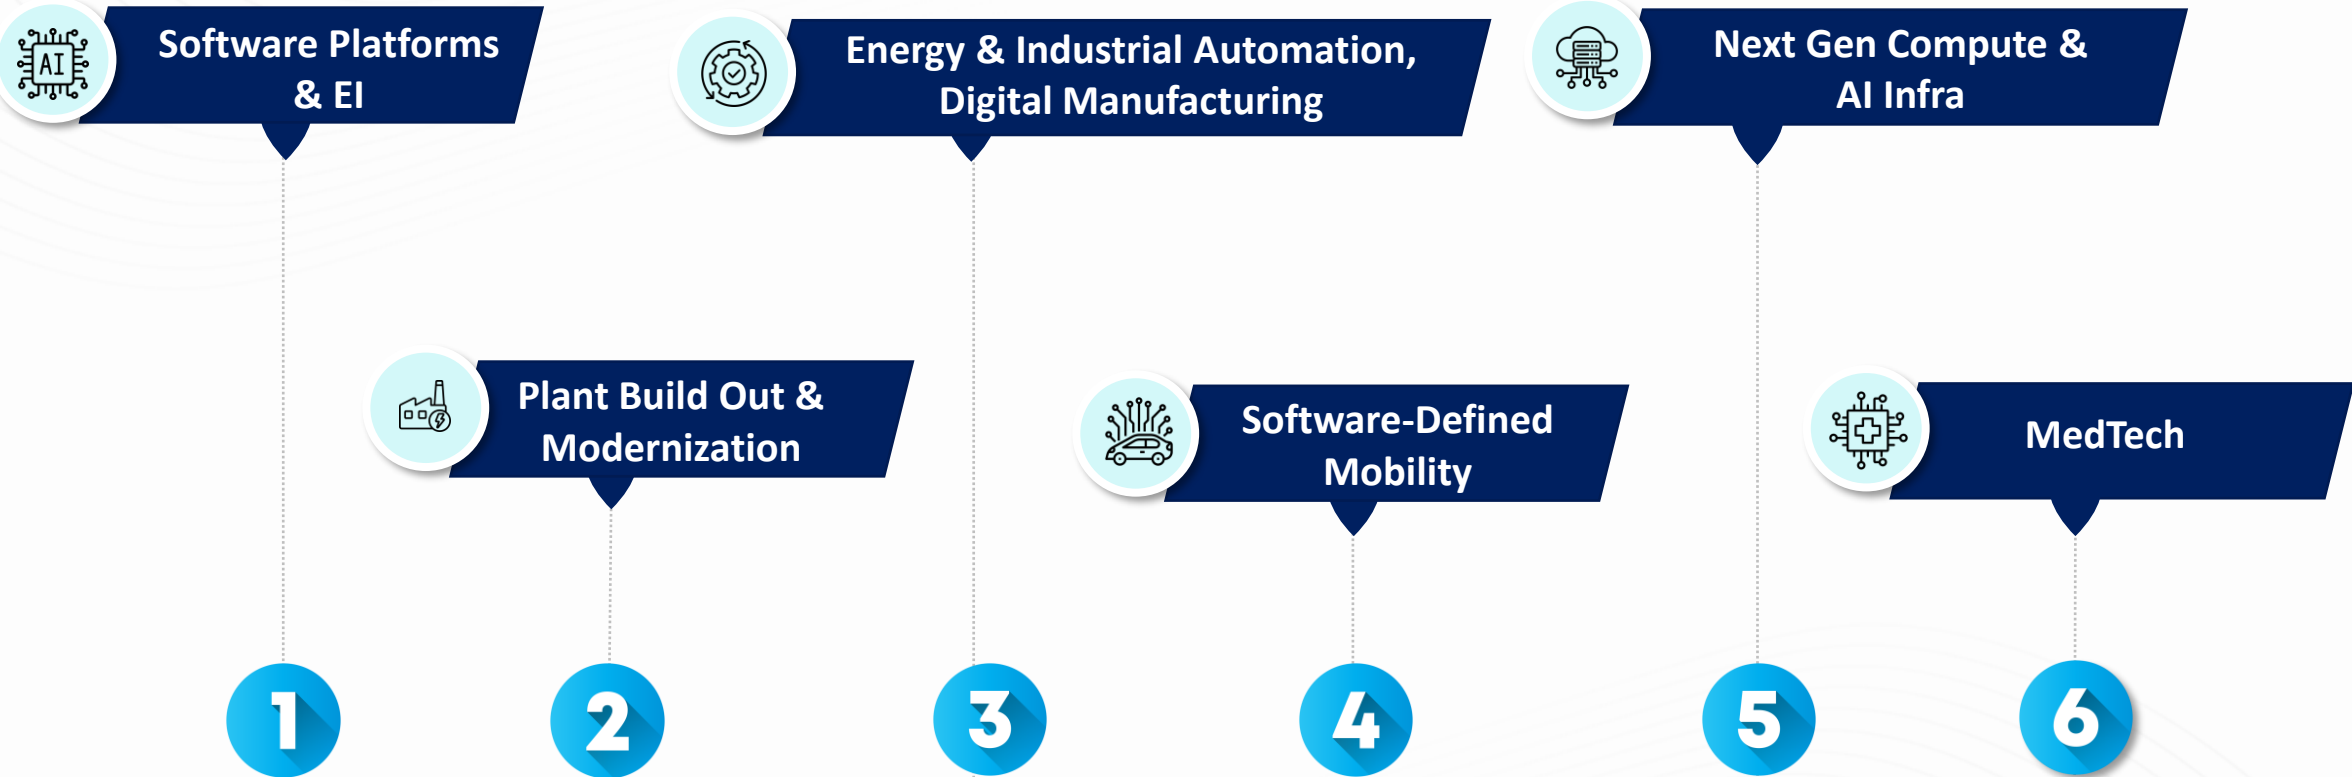 AI
Software Platforms
& EI
Energy & Industrial Automation,
Digital Manufacturing
Next Gen Compute &
AI Infra
Plant Build Out &
Modernization
Software-Defined
Mobility
MedTech
1
2
3
4
5
6